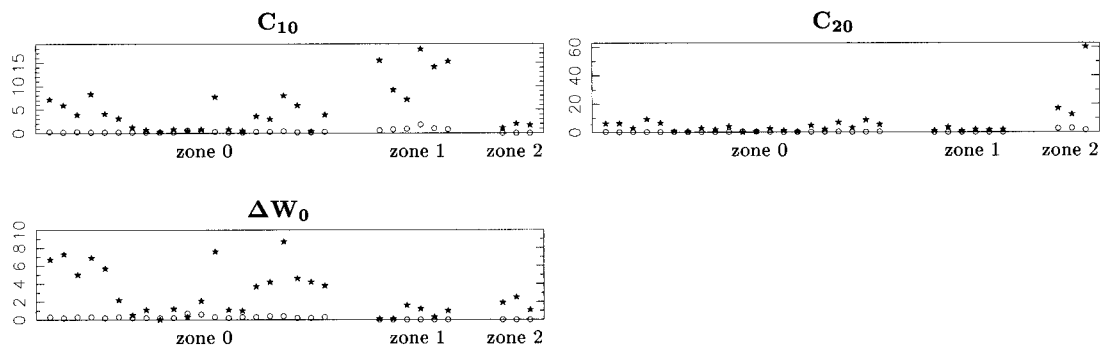 C₁₀
0 5 10 15
zone 0 zone 1 zone 2
C₂₀
0 20 40 60
zone 0 zone 1 zone 2
ΔW₀
0 2 4 6 8 10
zone 0 zone 1 zone 2